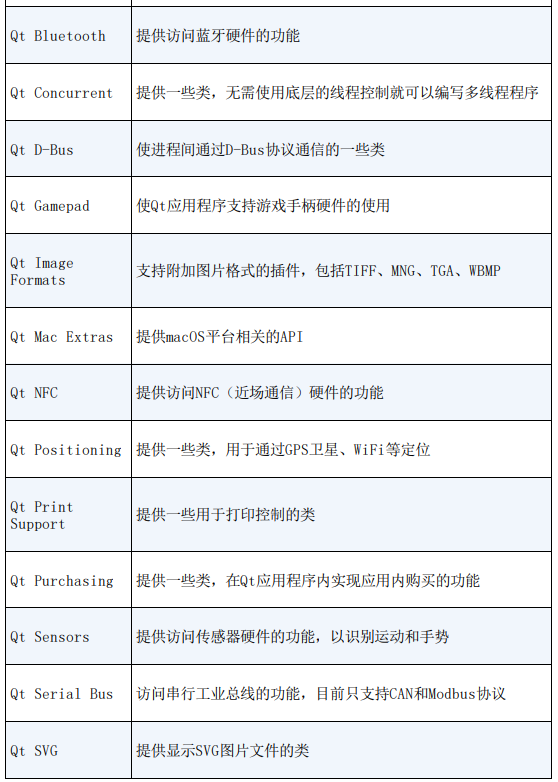 Qt Bluetooth 提供访问蓝牙硬件的功能
Qt Concurrent 提供一些类，无需使用底层的线程控制就可以编写多线程程序
Qt D-Bus 使进程间通过D-Bus协议通信的一些类
Qt Gamepad 使Qt应用程序支持游戏手柄硬件的使用
Qt Image
Formats
支持附加图片格式的插件，包括TIFF、MNG、TGA、WBMP
Qt Mac Extras 提供macOS平台相关的API
Qt NFC 提供访问NFC（近场通信）硬件的功能
Qt Positioning 提供一些类，用于通过GPS卫星、WiFi等定位
Qt Print
Support
提供一些用于打印控制的类
Qt Purchasing 提供一些类，在Qt应用程序内实现应用内购买的功能
Qt Sensors 提供访问传感器硬件的功能，以识别运动和手势
Qt Serial Bus 访问串行工业总线的功能，目前只支持CAN和Modbus协议
Qt SVG 提供显示SVG图片文件的类